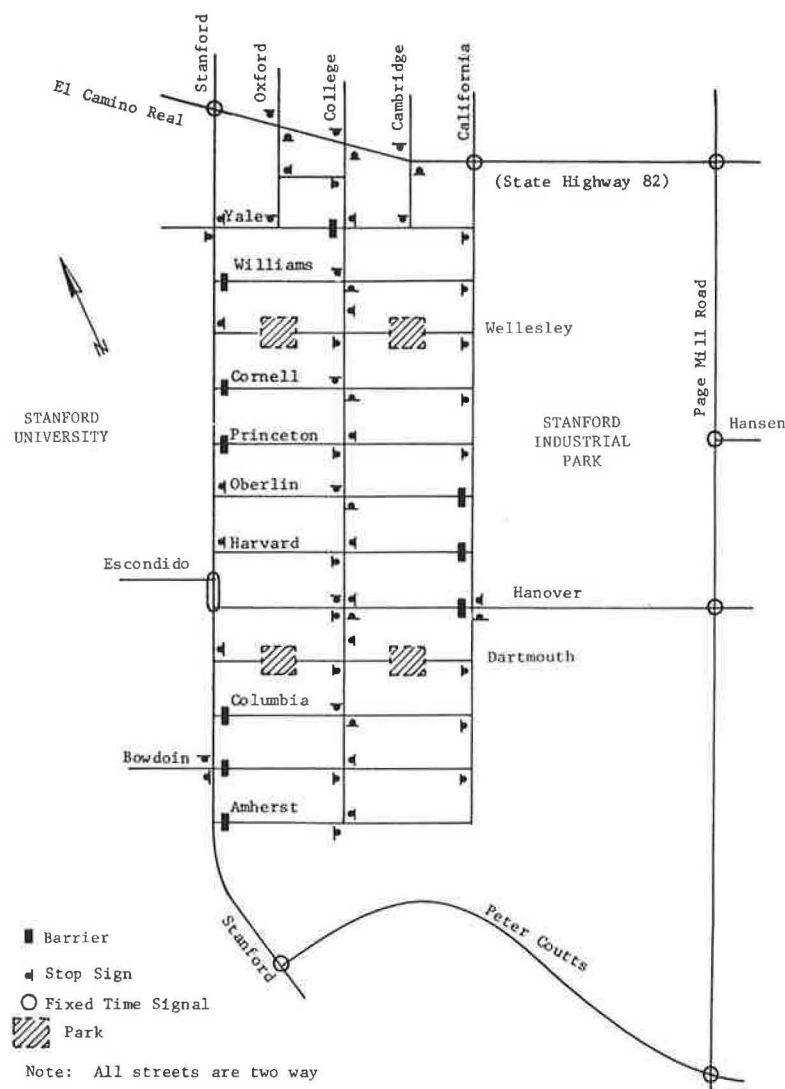 Stanford
Oxford
College
Cambridge
California
El Camino Real
(State Highway 82)
Yale
Williams
Wellesley
Cornell
Page Mill Road
N
STANFORD
UNIVERSITY
Princeton
STANFORD
INDUSTRIAL
PARK
Hansen
Oberlin
Harvard
Escondido
Hanover
Dartmouth
Columbia
Bowdoin
Amherst
Stanford
Peter Coutts
Barrier
Stop Sign
Fixed Time Signal
Park
Note: All streets are two way